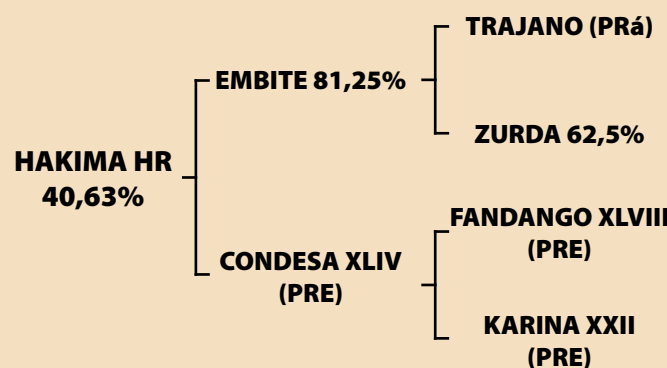 TRAJANO (PRá)
EMBITE 81,25%
ZURDA 62,5%
HAKIMA HR
40,63%
FANDANGO XLVIII
(PRE)
CONDESA XLIV
(PRE)
KARINA XXII
(PRE)